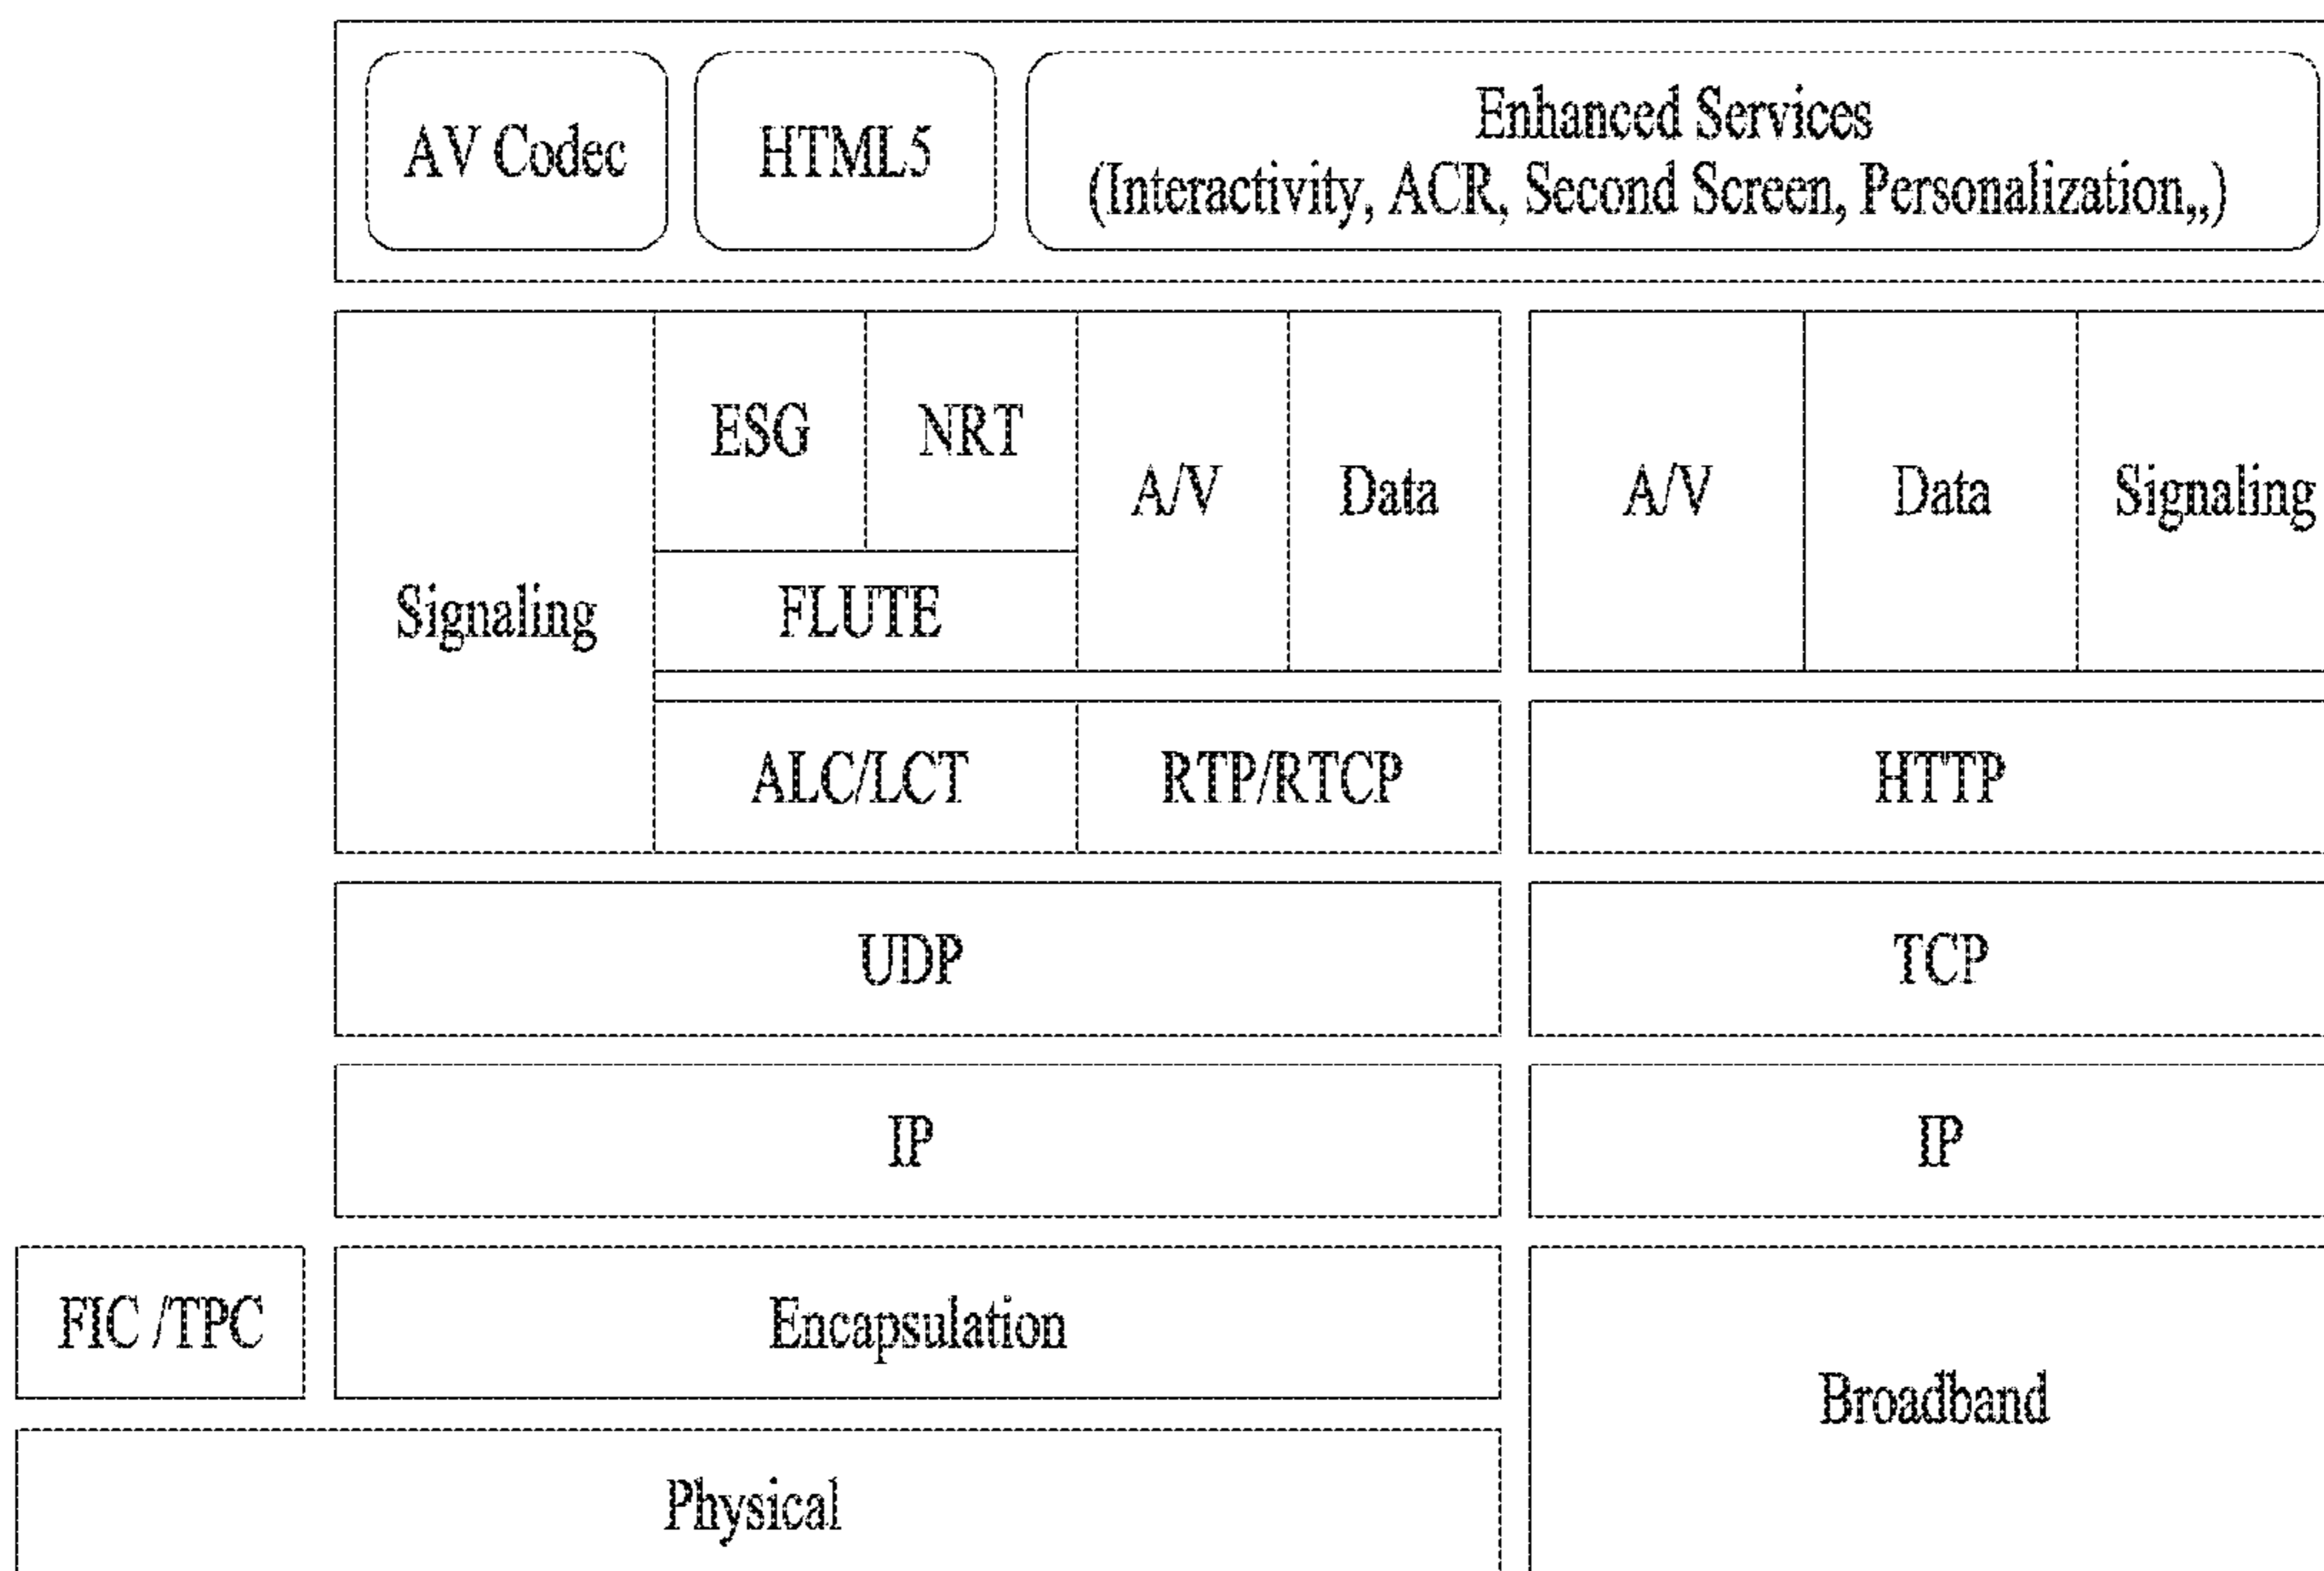 AV Codec
HTML5
Enhanced Services
(Interactivity, ACR, Second Screen, Personalization,,,)
Signaling
ESG
NRT
FLUTE
A/V
Data
A/V
Data
Signaling
ALC/LCT
RTP/RTCP
HTTP
UDP
TCP
IP
IP
FIC /TPC
Encapsulation
Broadband
Physical